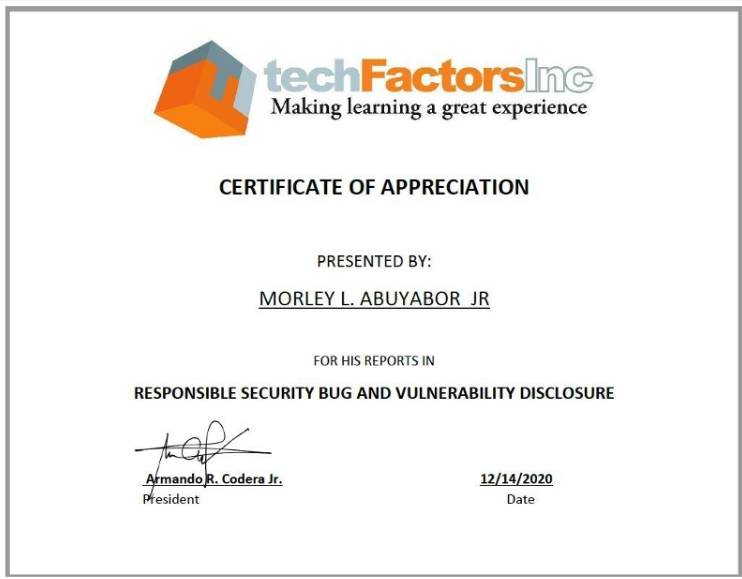 techFactorsInc
Making learning a great experience
CERTIFICATE OF APPRECIATION
PRESENTED BY:
MORLEY L. ABUYABOR JR
FOR HIS REPORTS IN
RESPONSIBLE SECURITY BUG AND VULNERABILITY DISCLOSURE
Armando R. Codera Jr. 12/14/2020
President Date